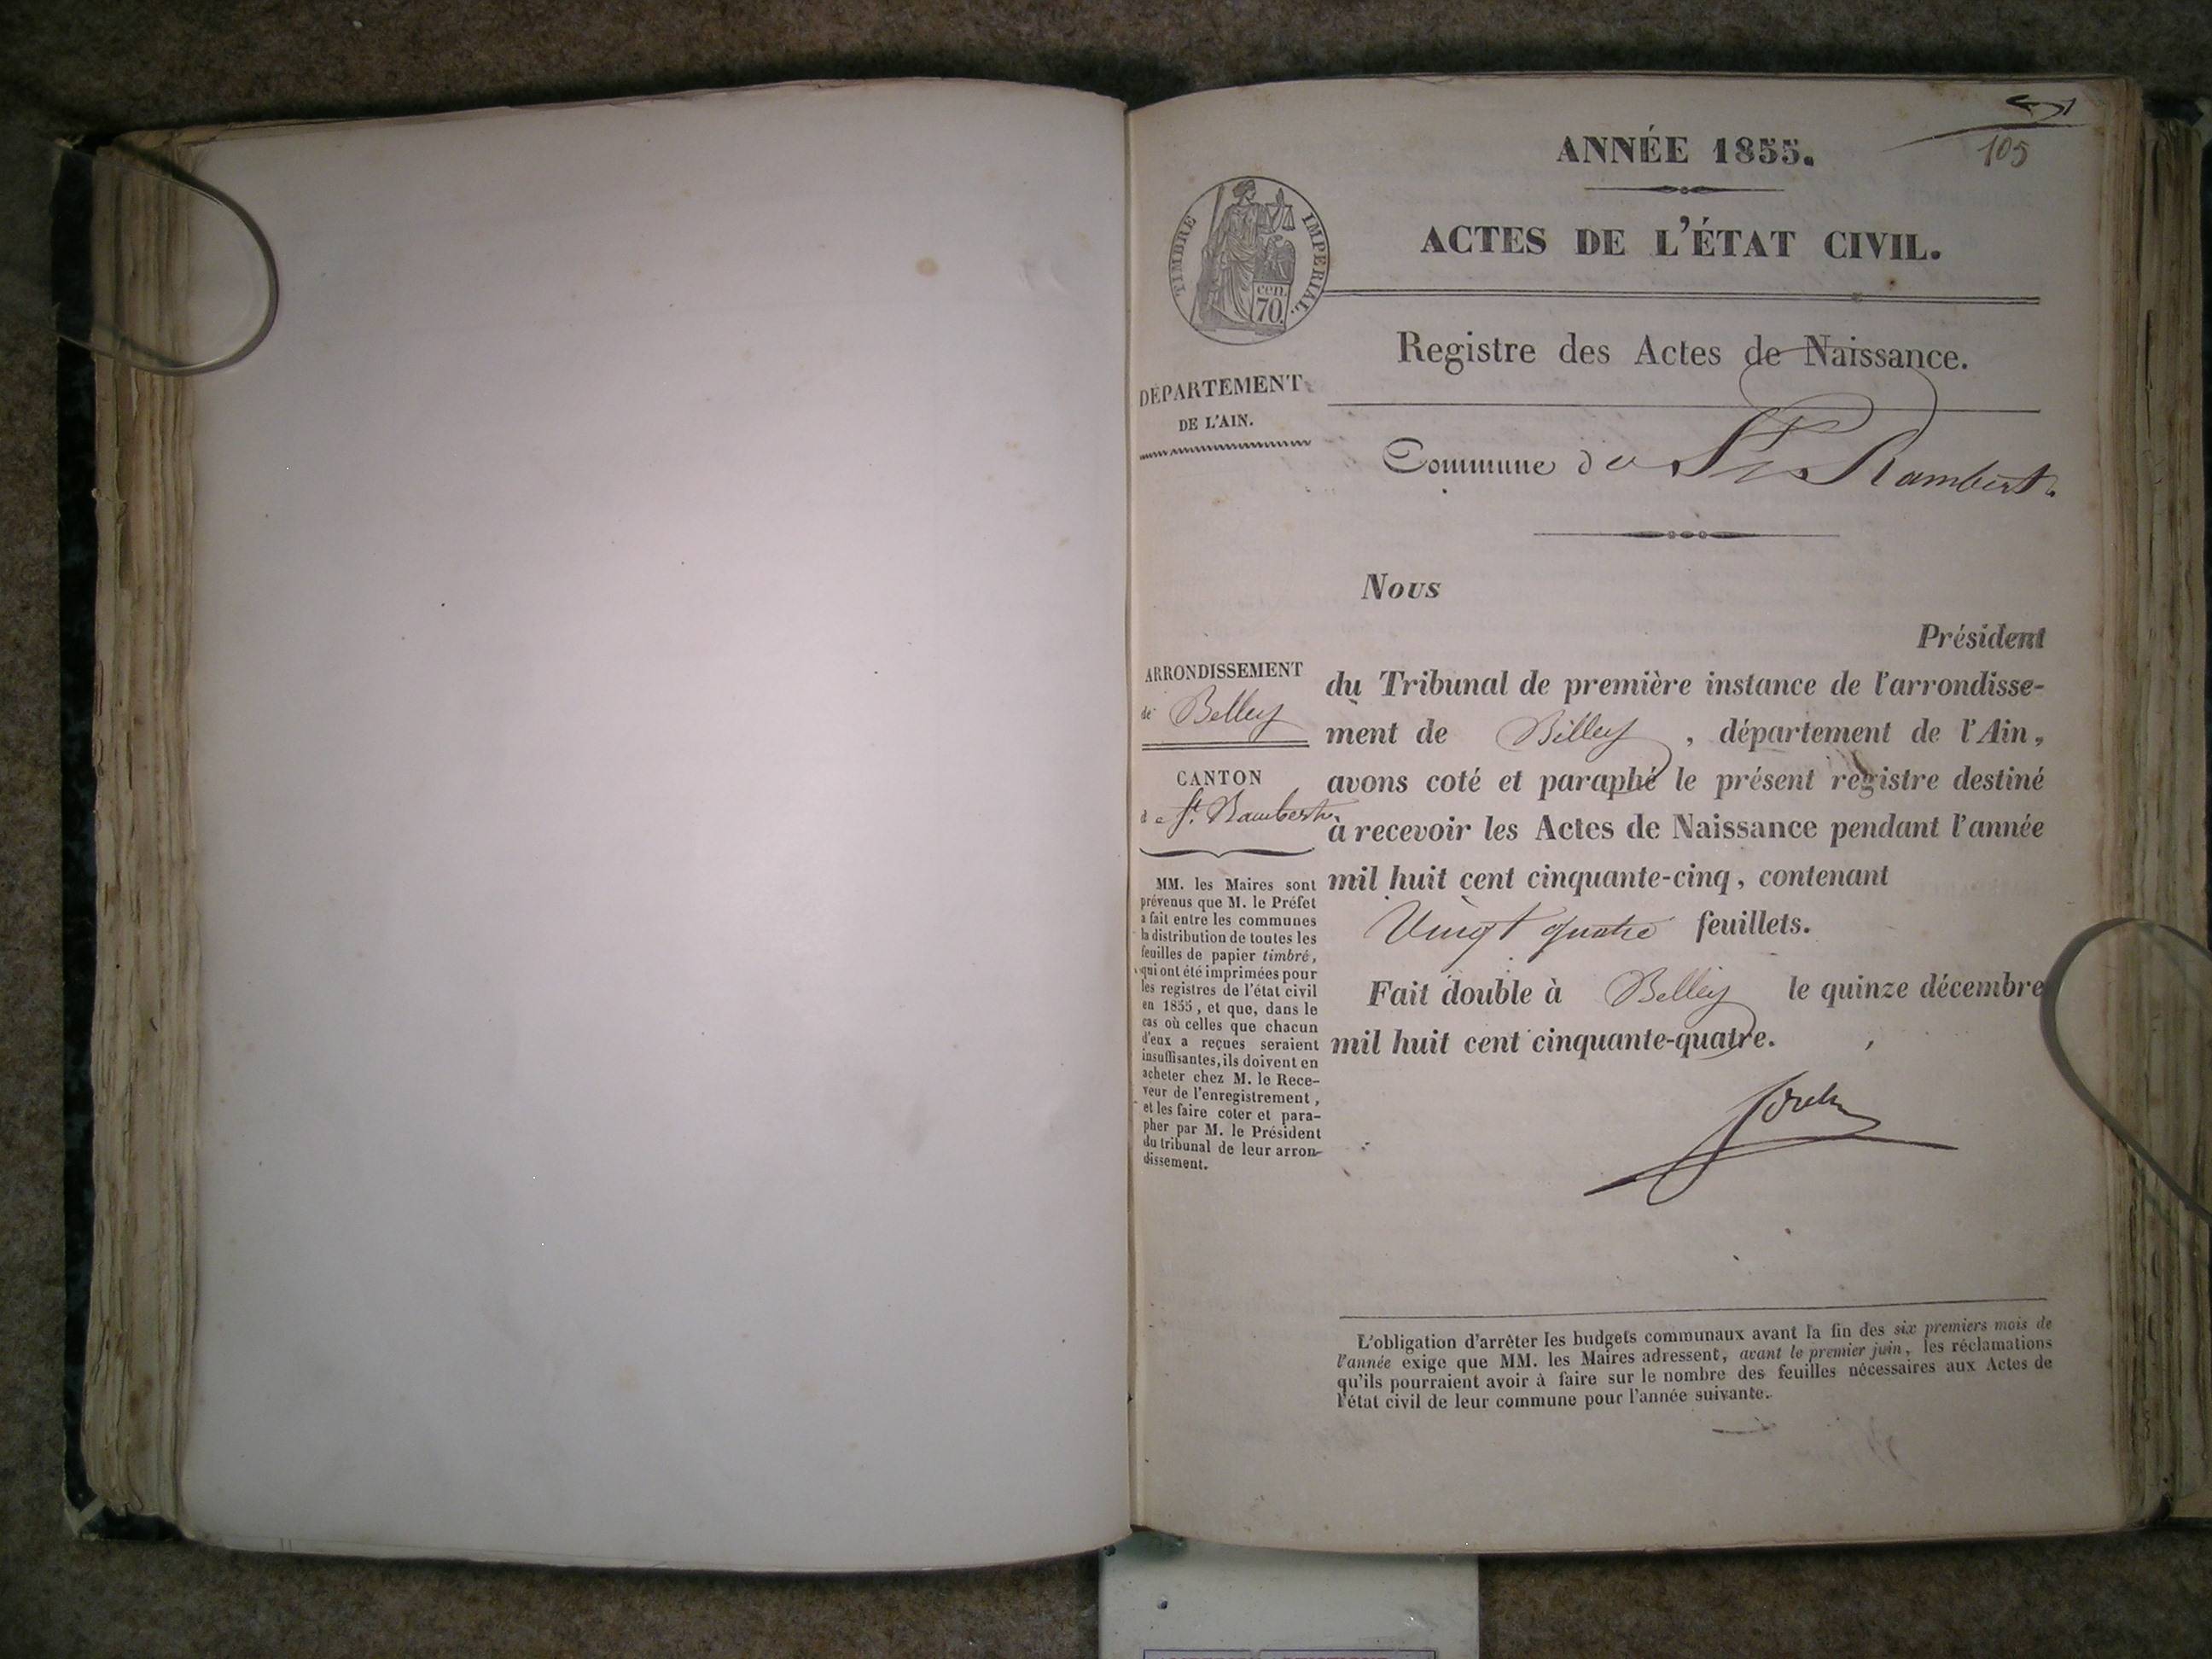 105
ANNÉE 1855.
ACTES DE L'ÉTAT CIVIL.
TIMBRE IMPERIAL.
cen.
70.
Registre des Actes de Naissance.
DÉPARTEMENT
DE L'AIN.
Commune de St. Rambert.
Nous
Président
du Tribunal de première instance de l'arrondisse-
ment de Belley, département de l'Ain,
avons coté et paraphé le présent registre destiné
à recevoir les Actes de Naissance pendant l'année
mil huit cent cinquante-cinq, contenant
Vingt quatre feuillets.
Fait double à Belley le quinze décembre
mil huit cent cinquante-quatre.
ARRONDISSEMENT
de Belley
CANTON
de St. Rambert.
MM. les Maires sont
prévenus que M. le Préfet
a fait entre les communes
la distribution de toutes les
feuilles de papier timbré,
qui ont été imprimées pour
les registres de l'état civil
en 1855, et que, dans le
cas où celles que chacun
d'eux a reçues seraient
insuffisantes, ils doivent en
acheter chez M. le Rece-
veur de l'enregistrement,
et les faire coter et para-
pher par M. le Président
du tribunal de leur arron-
dissement.
L'obligation d'arrêter les budgets communaux avant la fin des six premiers mois de
l'année exige que MM. les Maires adressent, avant le premier juin, les réclamations
qu'ils pourraient avoir à faire sur le nombre des feuilles nécessaires aux Actes de
l'état civil de leur commune pour l'année suivante.